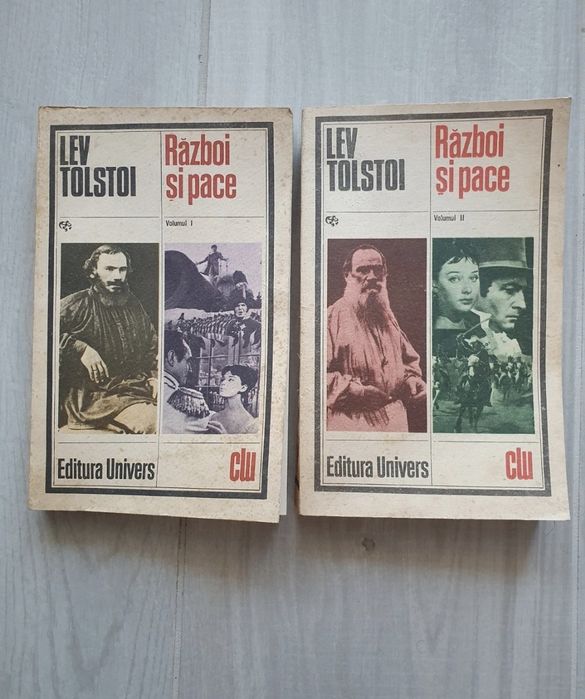 LEV
TOLSTOI
Război
și pace
Volumul I
Editura Univers
clu
LEV
TOLSTOI
Război
și pace
Volumul II
Editura Univers
clu